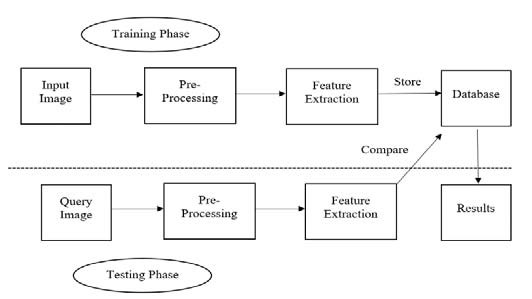 Training Phase
Input
Image
Pre-
Processing
Feature
Extraction
Store
Database
Compare
Query
Image
Pre-
Processing
Feature
Extraction
Results
Testing Phase